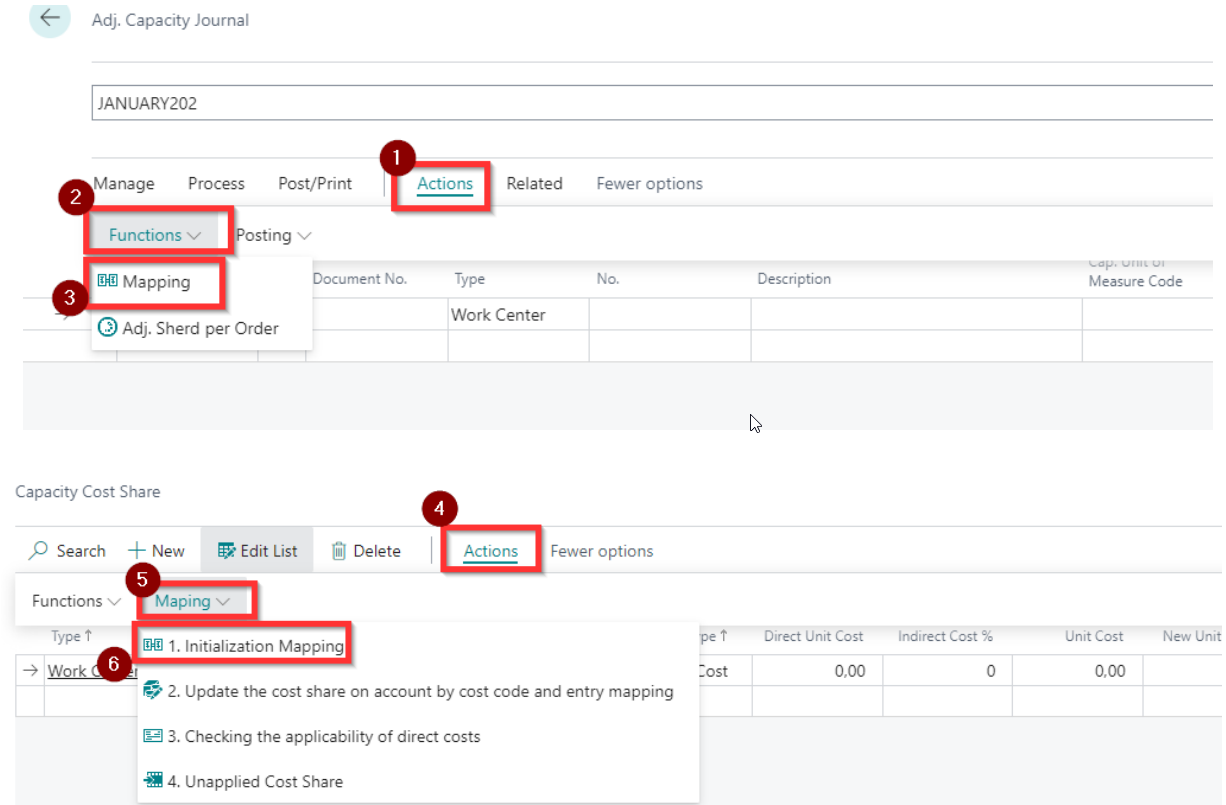 Adj. Capacity Journal
JANUARY202
1
Manage Process Post/Print Actions Related Fewer options
2
Functions Posting
Document No. Type No. Description Cap. Unit of
Measure Code
3 Mapping
Work Center
Adj. Sherd per Order
Capacity Cost Share
4
Search New Edit List Delete Actions Fewer options
5
Functions Maping
Type ↑ Direct Unit Cost Indirect Cost % Unit Cost New Unit
6 1. Initialization Mapping
Work Cost 0,00 0 0,00
2. Update the cost share on account by cost code and entry mapping
3. Checking the applicability of direct costs
4. Unapplied Cost Share